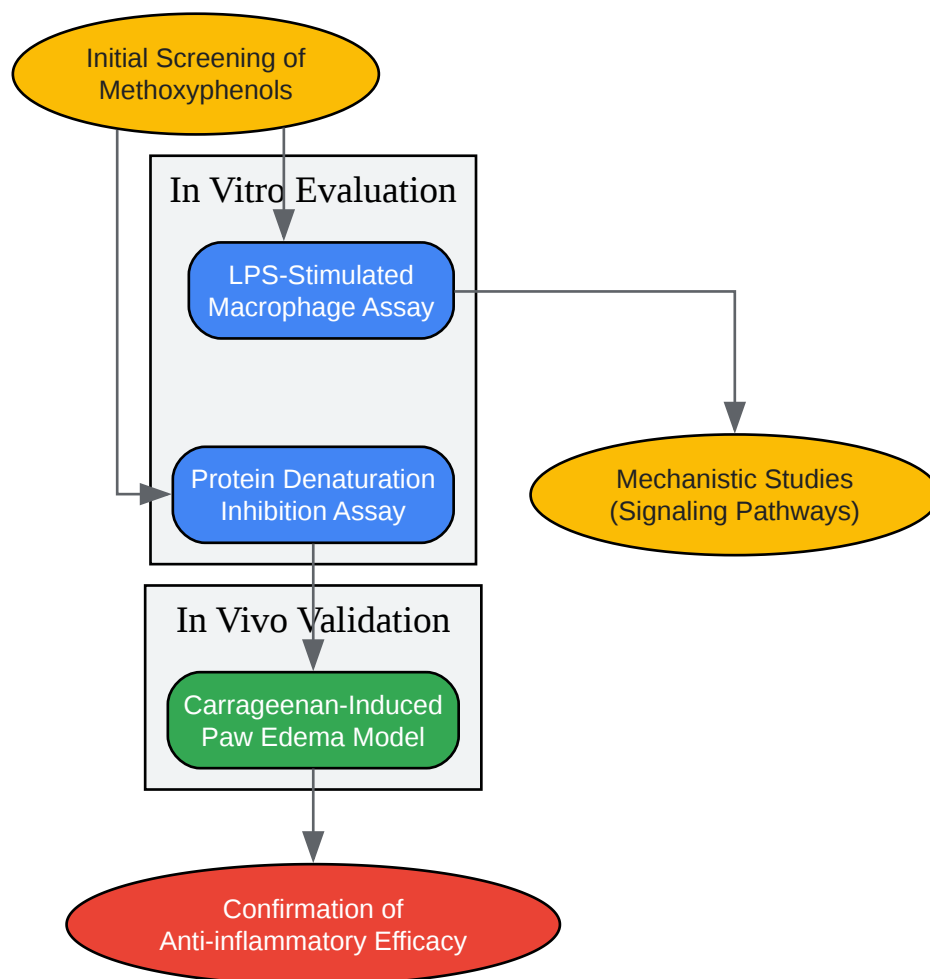 Initial Screening of
Methoxyphenols
In Vitro Evaluation
LPS-Stimulated
Macrophage Assay
Protein Denaturation
Inhibition Assay
Mechanistic Studies
(Signaling Pathways)
In Vivo Validation
Carrageenan-Induced
Paw Edema Model
Confirmation of
Anti-inflammatory Efficacy